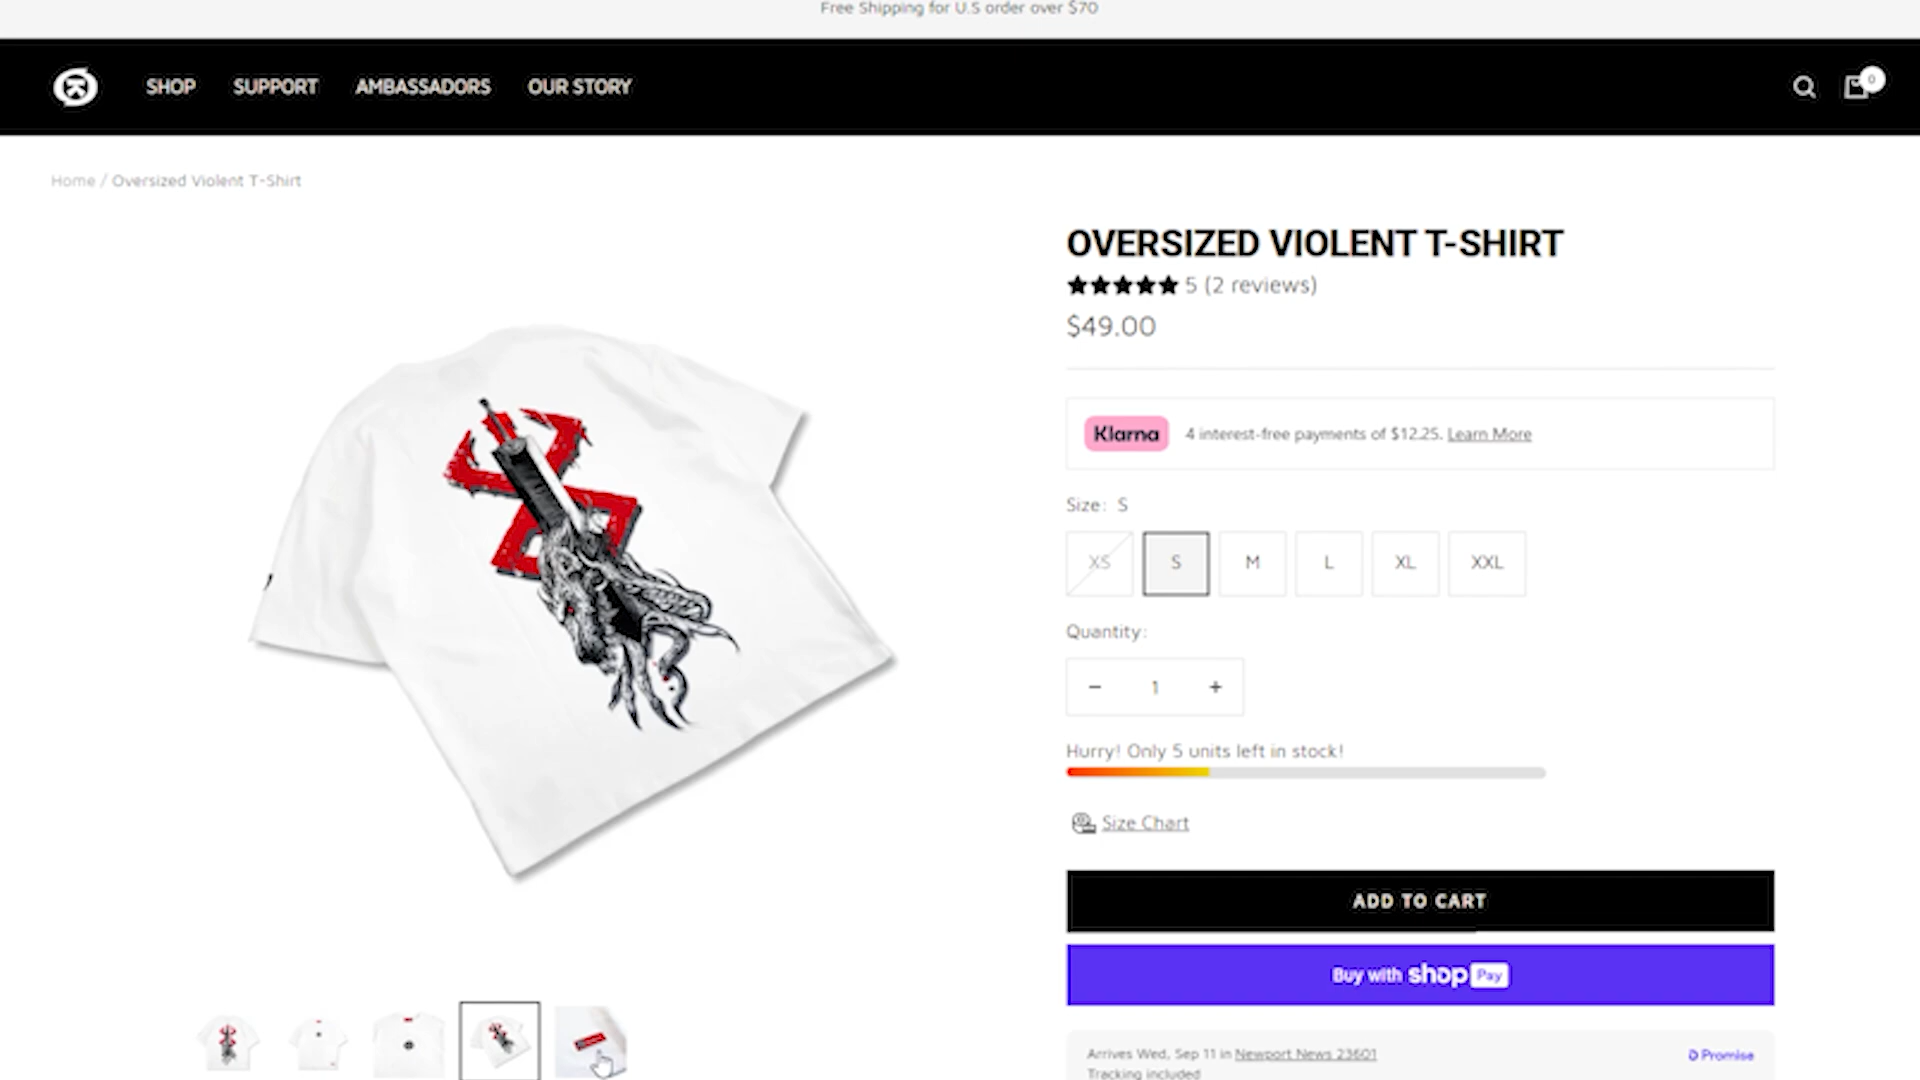 Free Shipping for U.S order over $70
SHOP SUPPORT AMBASSADORS OUR STORY
0
Home / Oversized Violent T-Shirt
OVERSIZED VIOLENT T-SHIRT
5 (2 reviews)
$49.00
Klarna 4 interest-free payments of $12.25. Learn More
Size: S
XS S M L XL XXL
Quantity:
− 1 +
Hurry! Only 5 units left in stock!
Size Chart
ADD TO CART
Buy with shop Pay
Arrives Wed, Sep 11 in Newport News 23601
Promise
Tracking included